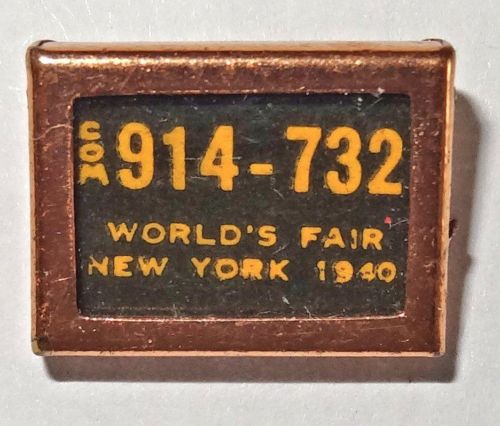 COM 914-732
WORLD'S FAIR
NEW YORK 1940